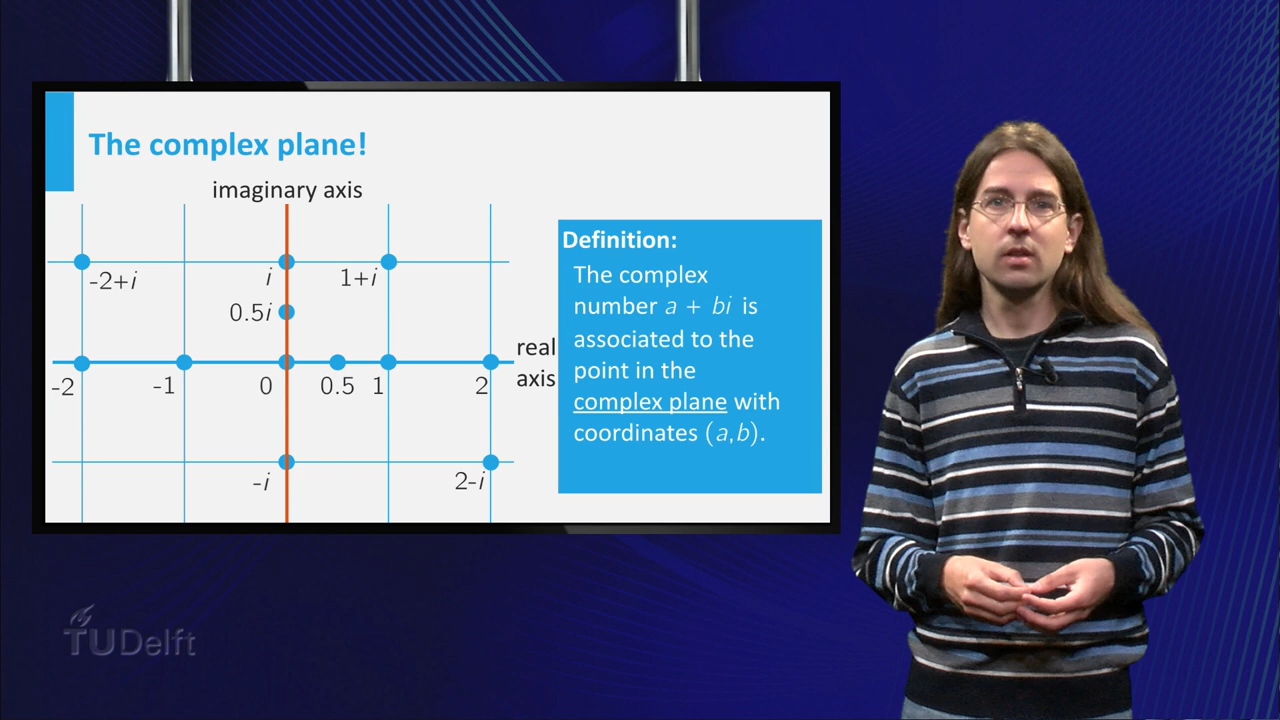 The complex plane!
imaginary axis
-2+i
i
1+i
0.5i
real
axis
-2
-1
0
0.5
1
2
-i
2-i
Definition:
The complex
number a + bi is
associated to the
point in the
complex plane with
coordinates (a,b).
TUDelft